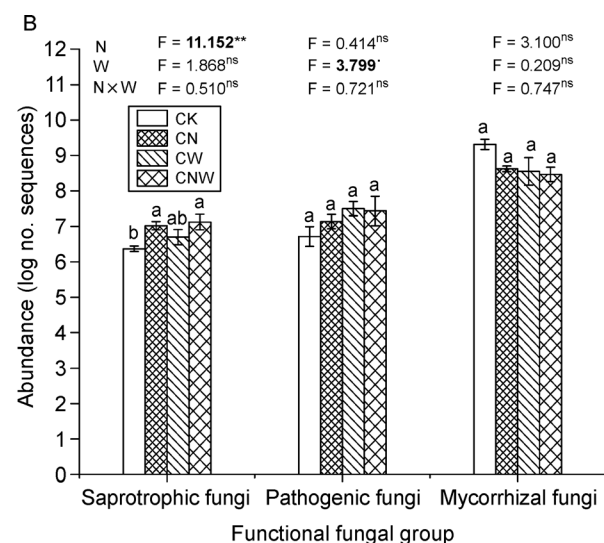 B
N F = 11.152** F = 0.414ns F = 3.100ns
W F = 1.868ns F = 3.799· F = 0.209ns
N×W F = 0.510ns F = 0.721ns F = 0.747ns
CK
CN
CW
CNW
12
11
10
9
8
7
6
5
4
3
2
1
0
Abundance (log no. sequences)
b a ab a a a a a a a a a
Saprotrophic fungi Pathogenic fungi Mycorrhizal fungi
Functional fungal group